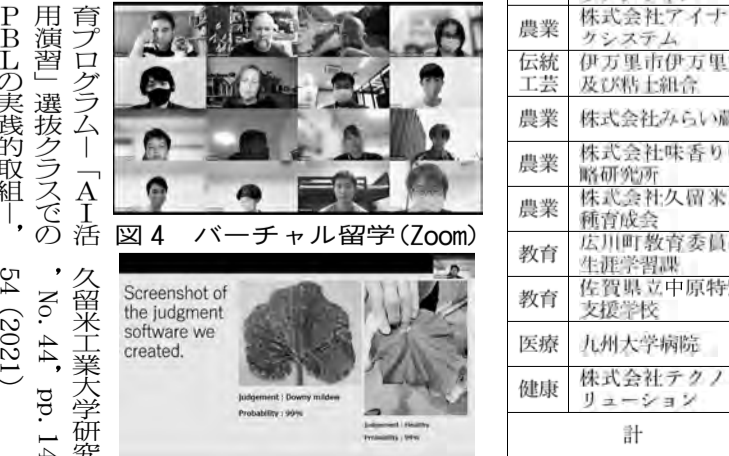 育プログラム―「AI活
用演習」選抜クラスでの
PBLの実践的取組―,
久留米工業大学研究
, No. 44, pp. 14
54 (2021)
図4 バーチャル留学(Zoom)
Screenshot of
the judgment
software we
created.
Judgement : Downy mildew
Probability : 99%
Judgement : Healthy
Probability : 99%
農業 株式会社アイナ
クシステム
伝統 伊万里市伊万里
工芸 及び粘土組合
農業 株式会社みらい蔵
農業 株式会社味香り
略研究所
農業 株式会社久留米
種育成会
教育 広川町教育委員
生涯学習課
教育 佐賀県立中原特
支援学校
医療 九州大学病院
健康 株式会社テクノ
リューション
計